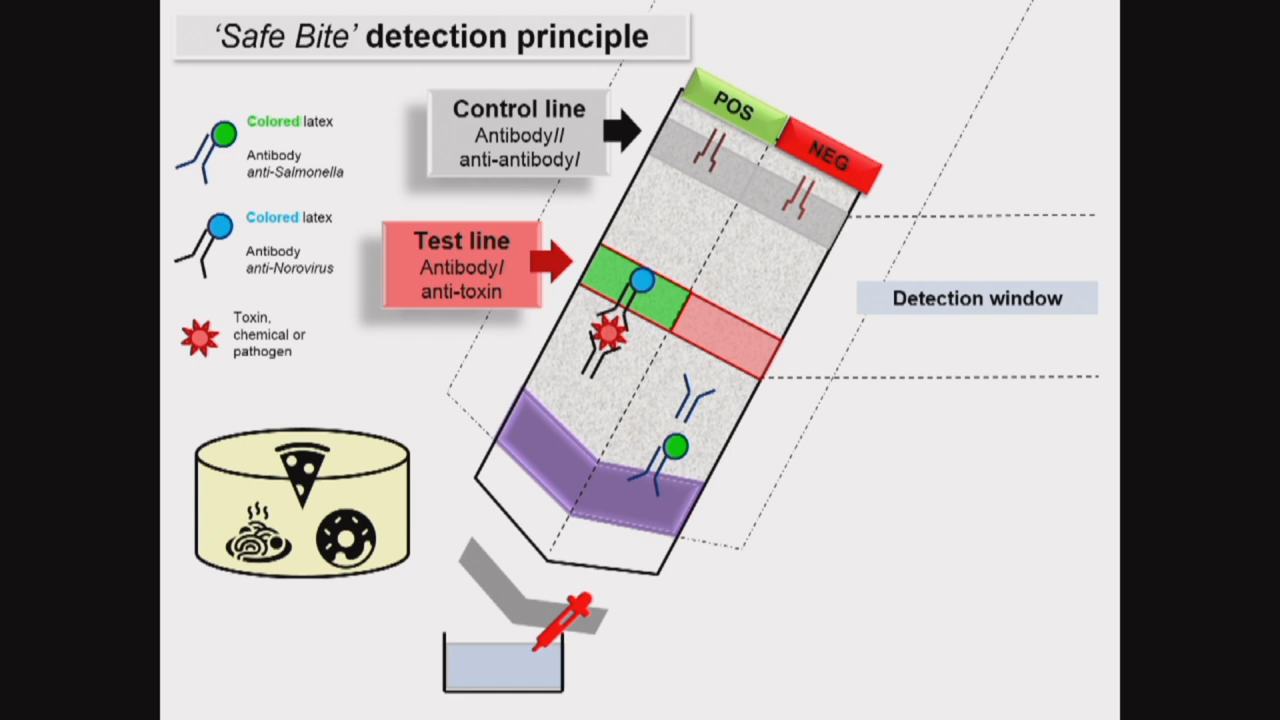 ‘Safe Bite’ detection principle
POS
NEG
Control line
Antibody//
anti-antibody/
Colored latex
Antibody
anti-Salmonella
Colored latex
Antibody
anti-Norovirus
Test line
Antibody/
anti-toxin
Detection window
Toxin,
chemical or
pathogen